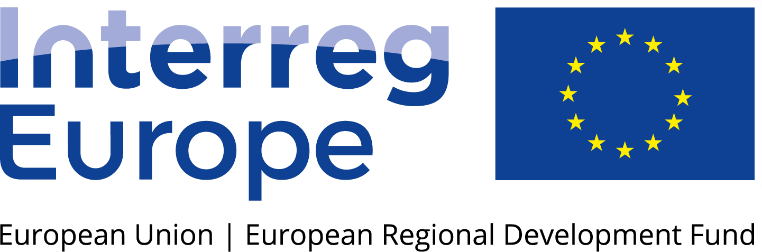 Interreg
Europe
European Union | European Regional Development Fund